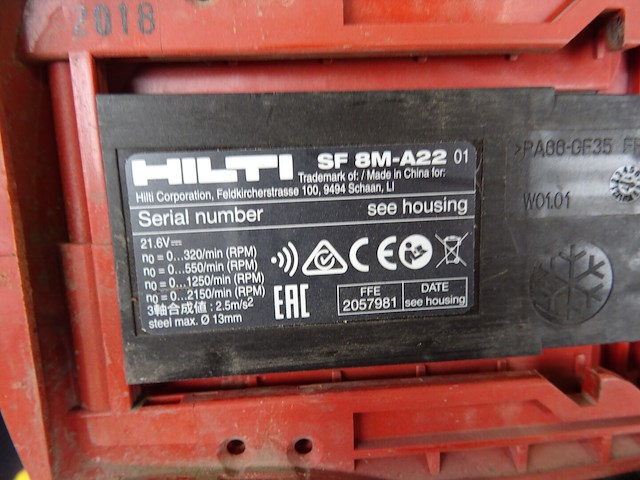 2018
HILTI SF 8M-A22 01
Trademark of: / Made in China for:
Hilti Corporation, Feldkircherstrasse 100, 9494 Schaan, LI
Serial number see housing
21.6V⎓
n0 = 0...320/min (RPM)
n0 = 0...550/min (RPM)
n0 = 0...1250/min (RPM)
n0 = 0...2150/min (RPM)
3軸合成値 : 2.5m/s²
steel max. Ø 13mm
CE
EAC
FFE
2057981
DATE
see housing
>PA66-GF35
W01.01